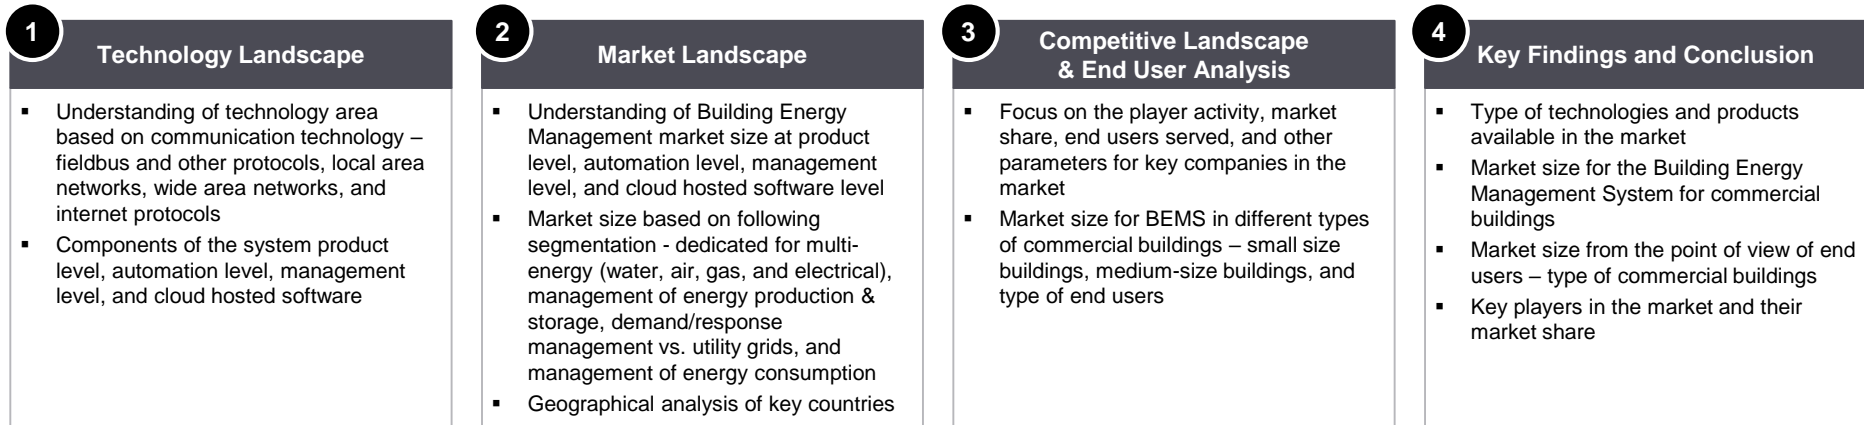 1
Technology Landscape
▪ Understanding of technology area
based on communication technology –
fieldbus and other protocols, local area
networks, wide area networks, and
internet protocols
▪ Components of the system product
level, automation level, management
level, and cloud hosted software
2
Market Landscape
▪ Understanding of Building Energy
Management market size at product
level, automation level, management
level, and cloud hosted software level
▪ Market size based on following
segmentation - dedicated for multi-
energy (water, air, gas, and electrical),
management of energy production &
storage, demand/response
management vs. utility grids, and
management of energy consumption
▪ Geographical analysis of key countries
3
Competitive Landscape
& End User Analysis
▪ Focus on the player activity, market
share, end users served, and other
parameters for key companies in the
market
▪ Market size for BEMS in different types
of commercial buildings – small size
buildings, medium-size buildings, and
type of end users
4
Key Findings and Conclusion
▪ Type of technologies and products
available in the market
▪ Market size for the Building Energy
Management System for commercial
buildings
▪ Market size from the point of view of end
users – type of commercial buildings
▪ Key players in the market and their
market share